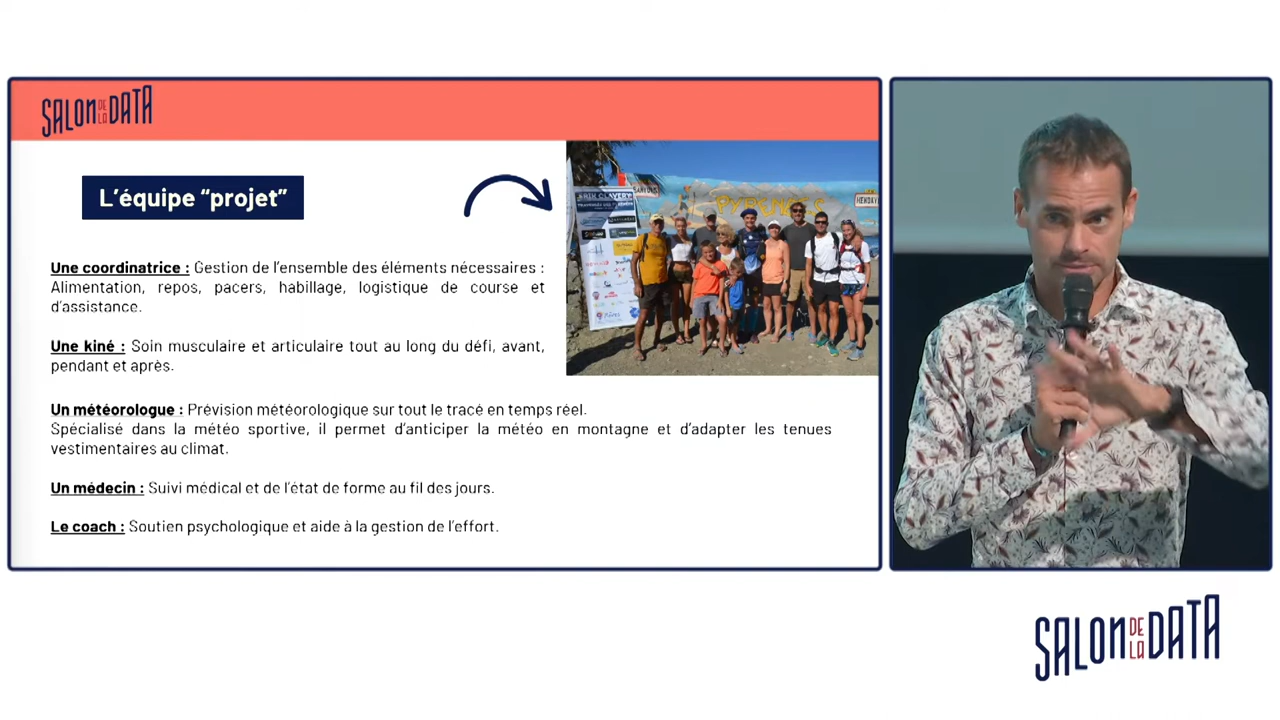 SALON DE LA DATA
L'équipe "projet"
ERIK CLAVERY
BANYULS
PYRENEES
HENDAYE
Une coordinatrice : Gestion de l'ensemble des éléments nécessaires :
Alimentation, repos, pacers, habillage, logistique de course et
d'assistance.
Une kiné : Soin musculaire et articulaire tout au long du défi, avant,
pendant et après.
Un météorologue : Prévision météorologique sur tout le tracé en temps réel.
Spécialisé dans la météo sportive, il permet d'anticiper la météo en montagne et d'adapter les tenues
vestimentaires au climat.
Un médecin : Suivi médical et de l'état de forme au fil des jours.
Le coach : Soutien psychologique et aide à la gestion de l'effort.
SALON DE LA DATA